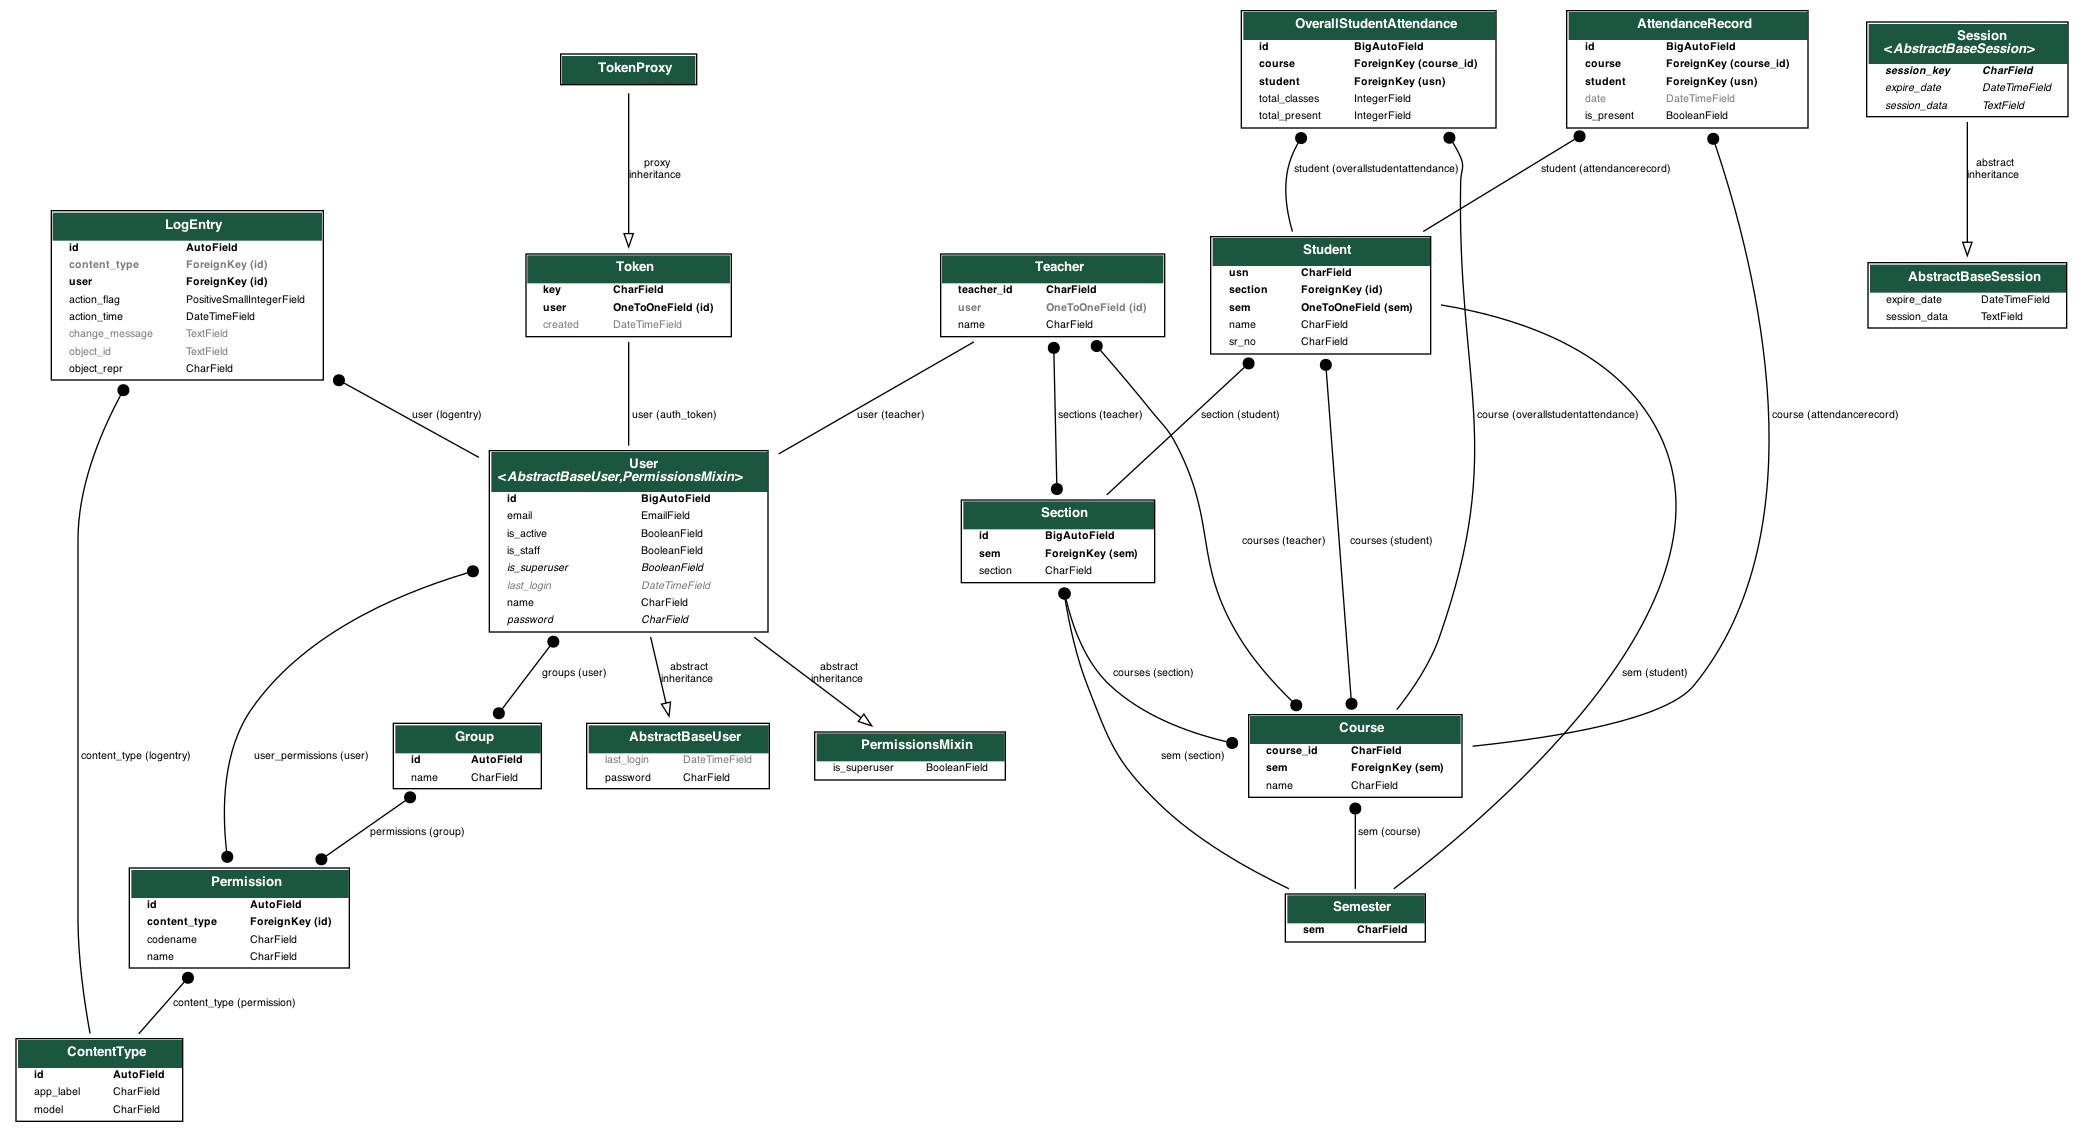 OverallStudentAttendance
id BigAutoField
course ForeignKey (course_id)
student ForeignKey (usn)
total_classes IntegerField
total_present IntegerField
AttendanceRecord
id BigAutoField
course ForeignKey (course_id)
student ForeignKey (usn)
date DateTimeField
is_present BooleanField
Session
<AbstractBaseSession>
session_key CharField
expire_date DateTimeField
session_data TextField
TokenProxy
proxy
inheritance
student (overallstudentattendance)
student (attendancerecord)
abstract
inheritance
LogEntry
id AutoField
content_type ForeignKey (id)
user ForeignKey (id)
action_flag PositiveSmallIntegerField
action_time DateTimeField
change_message TextField
object_id TextField
object_repr CharField
Token
key CharField
user OneToOneField (id)
created DateTimeField
Teacher
teacher_id CharField
user OneToOneField (id)
name CharField
Student
usn CharField
section ForeignKey (id)
sem OneToOneField (sem)
name CharField
sr_no CharField
AbstractBaseSession
expire_date DateTimeField
session_data TextField
user (logentry)
user (auth_token)
user (teacher)
sections (teacher)
section (student)
course (overallstudentattendance)
course (attendancerecord)
User
<AbstractBaseUser,PermissionsMixin>
id BigAutoField
email EmailField
is_active BooleanField
is_staff BooleanField
is_superuser BooleanField
last_login DateTimeField
name CharField
password CharField
Section
id BigAutoField
sem ForeignKey (sem)
section CharField
courses (teacher)
courses (student)
groups (user)
abstract
inheritance
abstract
inheritance
courses (section)
sem (student)
content_type (logentry)
user_permissions (user)
Group
id AutoField
name CharField
AbstractBaseUser
last_login DateTimeField
password CharField
PermissionsMixin
is_superuser BooleanField
sem (section)
Course
course_id CharField
sem ForeignKey (sem)
name CharField
permissions (group)
sem (course)
Permission
id AutoField
content_type ForeignKey (id)
codename CharField
name CharField
Semester
sem CharField
content_type (permission)
ContentType
id AutoField
app_label CharField
model CharField